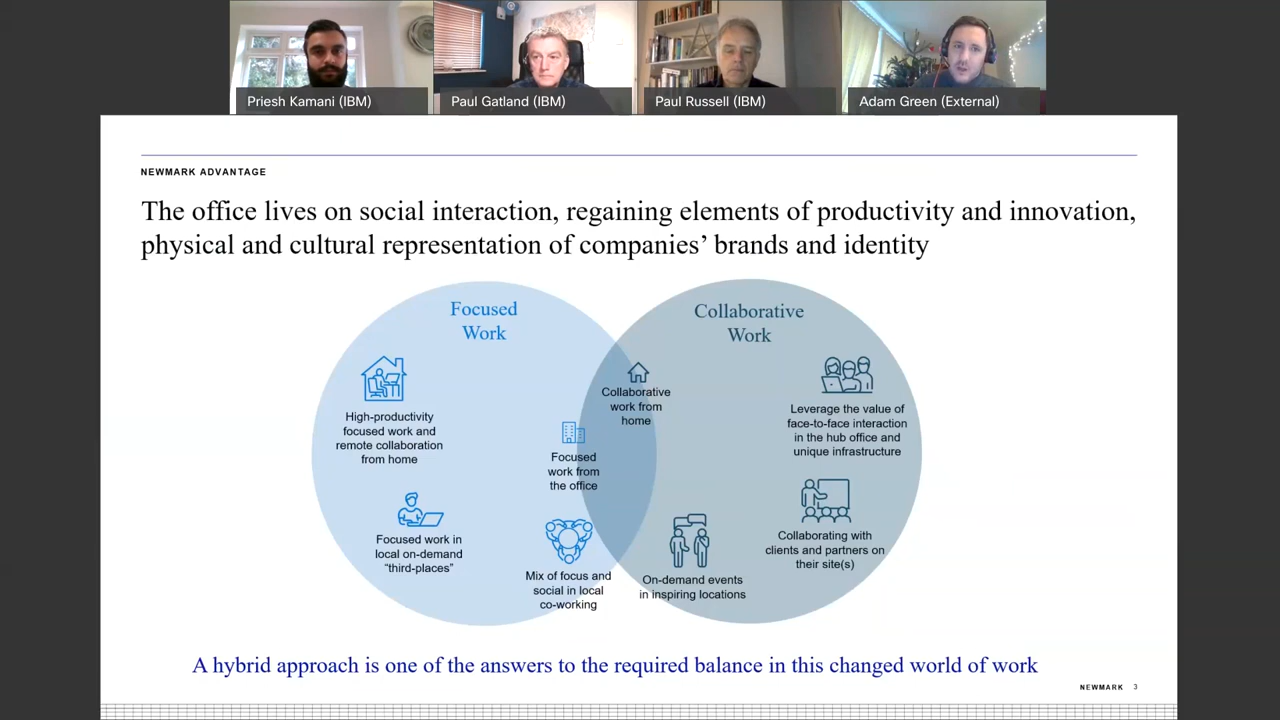 Priesh Kamani (IBM)
Paul Gatland (IBM)
Paul Russell (IBM)
Adam Green (External)
NEWMARK ADVANTAGE
The office lives on social interaction, regaining elements of productivity and innovation,
physical and cultural representation of companies’ brands and identity
Focused
Work
Collaborative
Work
High-productivity
focused work and
remote collaboration
from home
Collaborative
work from
home
Leverage the value of
face-to-face interaction
in the hub office and
unique infrastructure
Focused
work from
the office
Focused work in
local on-demand
“third-places”
Mix of focus and
social in local
co-working
On-demand events
in inspiring locations
Collaborating with
clients and partners on
their site(s)
A hybrid approach is one of the answers to the required balance in this changed world of work
NEWMARK 3